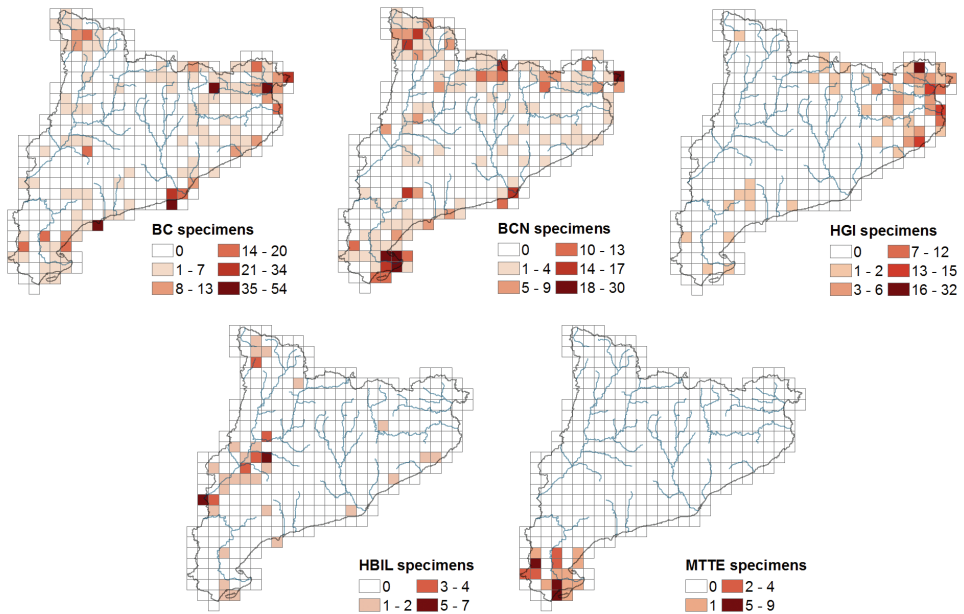 BC specimens
0 14 - 20
1 - 7 21 - 34
8 - 13 35 - 54
BCN specimens
0 10 - 13
1 - 4 14 - 17
5 - 9 18 - 30
HGI specimens
0 7 - 12
1 - 2 13 - 15
3 - 6 16 - 32
HBIL specimens
0 3 - 4
1 - 2 5 - 7
MTTE specimens
0 2 - 4
1 5 - 9